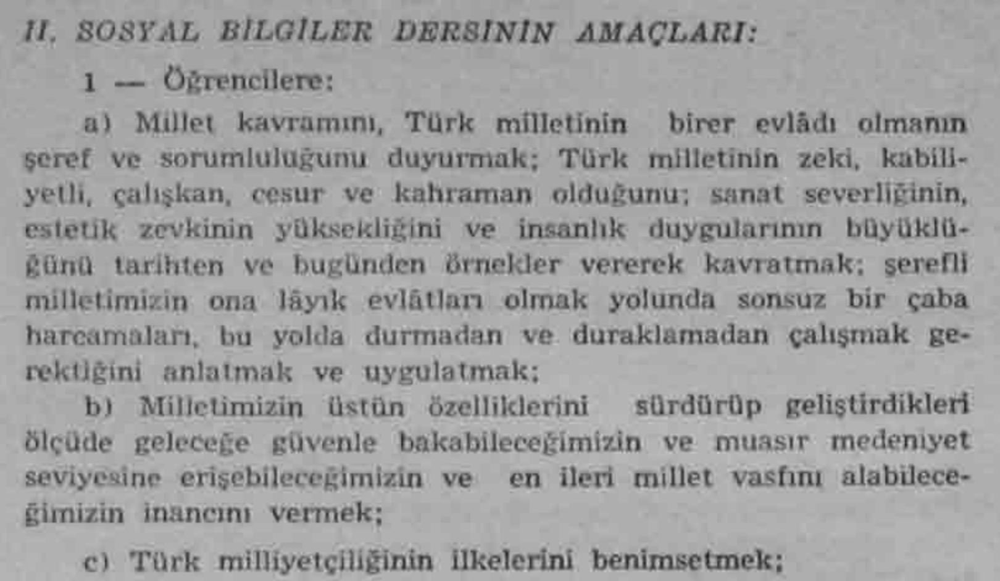 II. SOSYAL BİLGİLER DERSİNİN AMAÇLARI:
1 — Öğrencilere:
a) Millet kavramını, Türk milletinin birer evlâdı olmanın
şeref ve sorumluluğunu duyurmak; Türk milletinin zeki, kabili-
yetli, çalışkan, cesur ve kahraman olduğunu; sanat severliğinin,
estetik zevkinin yüksekliğini ve insanlık duygularının büyüklü-
ğünü tarihten ve bugünden örnekler vererek kavratmak; şerefli
milletimizin ona lâyık evlâtları olmak yolunda sonsuz bir çaba
harcamaları, bu yolda durmadan ve duraklamadan çalışmak ge-
rektiğini anlatmak ve uygulatmak;
b) Milletimizin üstün özelliklerini sürdürüp geliştirdikleri
ölçüde geleceğe güvenle bakabileceğimizin ve muasır medeniyet
seviyesine erişebileceğimizin ve en ileri millet vasfını alabilece-
ğimizin inancını vermek;
c) Türk milliyetçiliğinin ilkelerini benimsetmek;